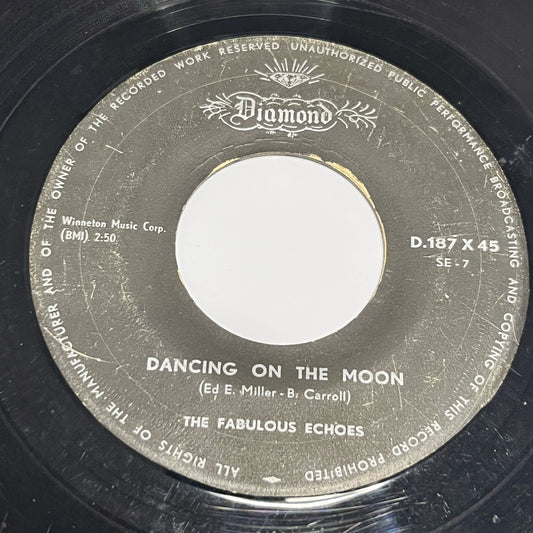 ALL RIGHTS OF THE MANUFACTURER AND OF THE OWNER OF THE RECORDED WORK RESERVED UNAUTHORIZED PUBLIC PERFORMANCE BROADCASTING AND COPYING OF THIS RECORD PROHIBITED
Diamond
Winneton Music Corp.
(BMI) 2:50
D.187 X 45
SE - 7
DANCING ON THE MOON
(Ed E. Miller - B. Carroll)
THE FABULOUS ECHOES